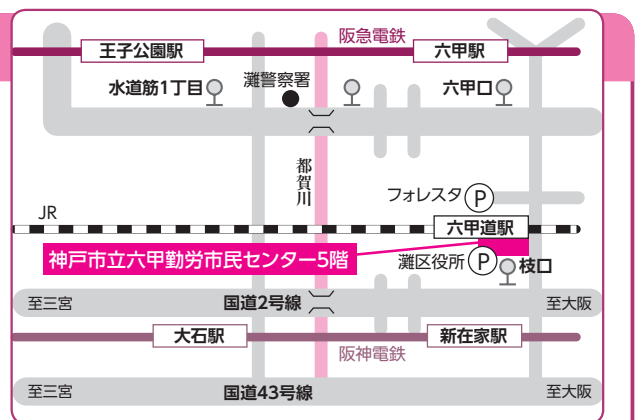 阪急電鉄
王子公園駅
六甲駅
水道筋1丁目
灘警察署
六甲口
都賀川
フォレスタ P
JR
六甲道駅
神戸市立六甲勤労市民センター5階
灘区役所 P
枝口
至三宮
国道2号線
至大阪
大石駅
新在家駅
阪神電鉄
至三宮
国道43号線
至大阪